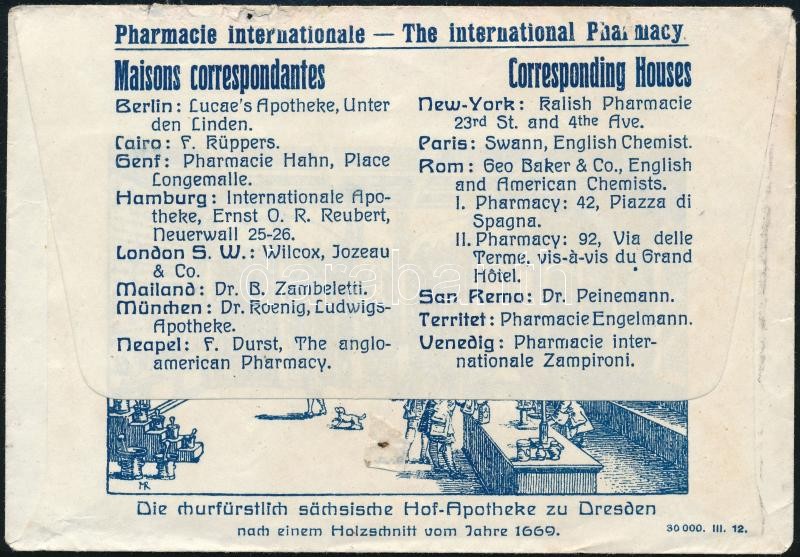 Pharmacie internationale — The international Pharmacy.
Maisons correspondantes
Berlin: Lucae's Apotheke, Unter
den Linden.
Cairo: F. Rüppers.
Genf: Pharmacie Hahn, Place
Longemalle.
Hamburg: Internationale Apo-
theke, Ernst O. R. Reubert,
Neuerwall 25-26.
London S. W.: Wilcox, Jozeau
& Co.
Mailand: Dr. B. Zambeletti.
München: Dr. Koenig, Ludwigs-
Apotheke.
Neapel: F. Durst, The anglo-
american Pharmacy.
Corresponding Houses
New-York: Kalish Pharmacie
23rd St. and 4the Ave.
Paris: Swann, English Chemist.
Rom: Geo Baker & Co., English
and American Chemists.
I. Pharmacy: 42, Piazza di
Spagna.
II. Pharmacy: 92, Via delle
Terme, vis-à-vis du Grand
Hôtel.
San Remo: Dr. Peinemann.
Territet: Pharmacie Engelmann.
Venedig: Pharmacie inter-
nationale Zampironi.
darabanth
MR
Die churfürstlich sächsische Hof-Apotheke zu Dresden
nach einem Holzschnitt vom Jahre 1669.
30 000. III. 12.